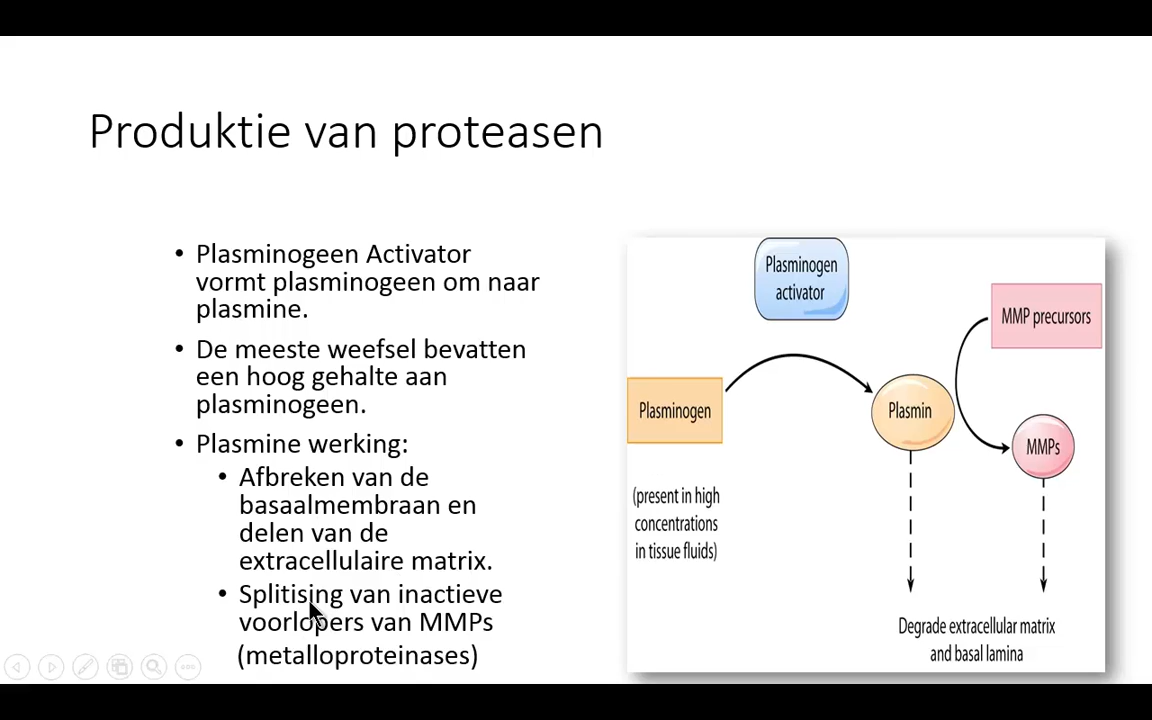 Produktie van proteasen
• Plasminogeen Activator
vormt plasminogeen om naar
plasmine.
• De meeste weefsel bevatten
een hoog gehalte aan
plasminogeen.
• Plasmine werking:
• Afbreken van de
basaalmembraan en
delen van de
extracellulaire matrix.
• Splitising van inactieve
voorlopers van MMPs
(metalloproteinases)
Plasminogen
activator
MMP precursors
Plasminogen
Plasmin
MMPs
(present in high
concentrations
in tissue fluids)
Degrade extracellular matrix
and basal lamina